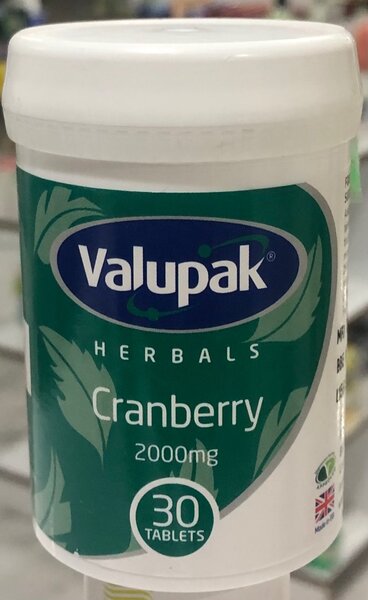 Valupak®
HERBALS
Cranberry
2000mg
30
TABLETS